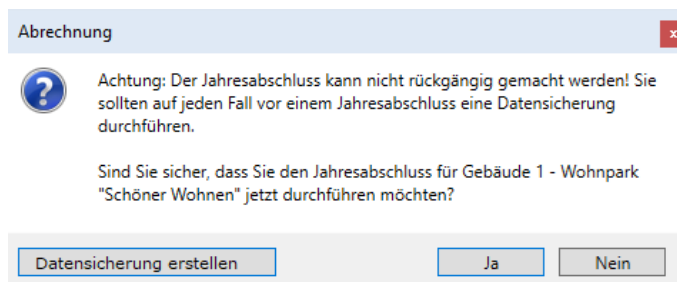 Abrechnung
x
?
Achtung: Der Jahresabschluss kann nicht rückgängig gemacht werden! Sie
sollten auf jeden Fall vor einem Jahresabschluss eine Datensicherung
durchführen.
Sind Sie sicher, dass Sie den Jahresabschluss für Gebäude 1 - Wohnpark
"Schöner Wohnen" jetzt durchführen möchten?
Datensicherung erstellen Ja Nein